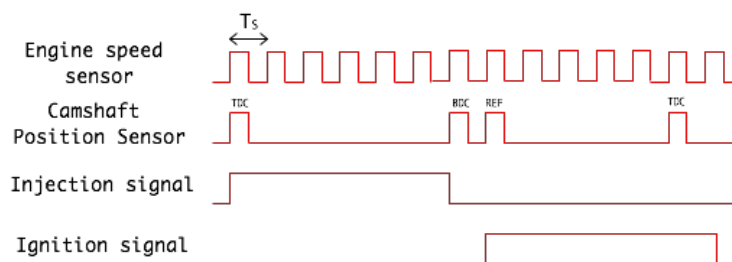 Ts
Engine speed
sensor
Camshaft
Position Sensor
TDC
BDC
REF
TDC
Injection signal
Ignition signal